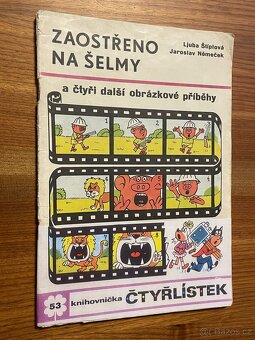 ZAOSTŘENO
NA ŠELMY
Ljuba Štíplová
Jaroslav Němeček
a čtyři další obrázkové příběhy
53 knihovnička ČTYŘLÍSTEK